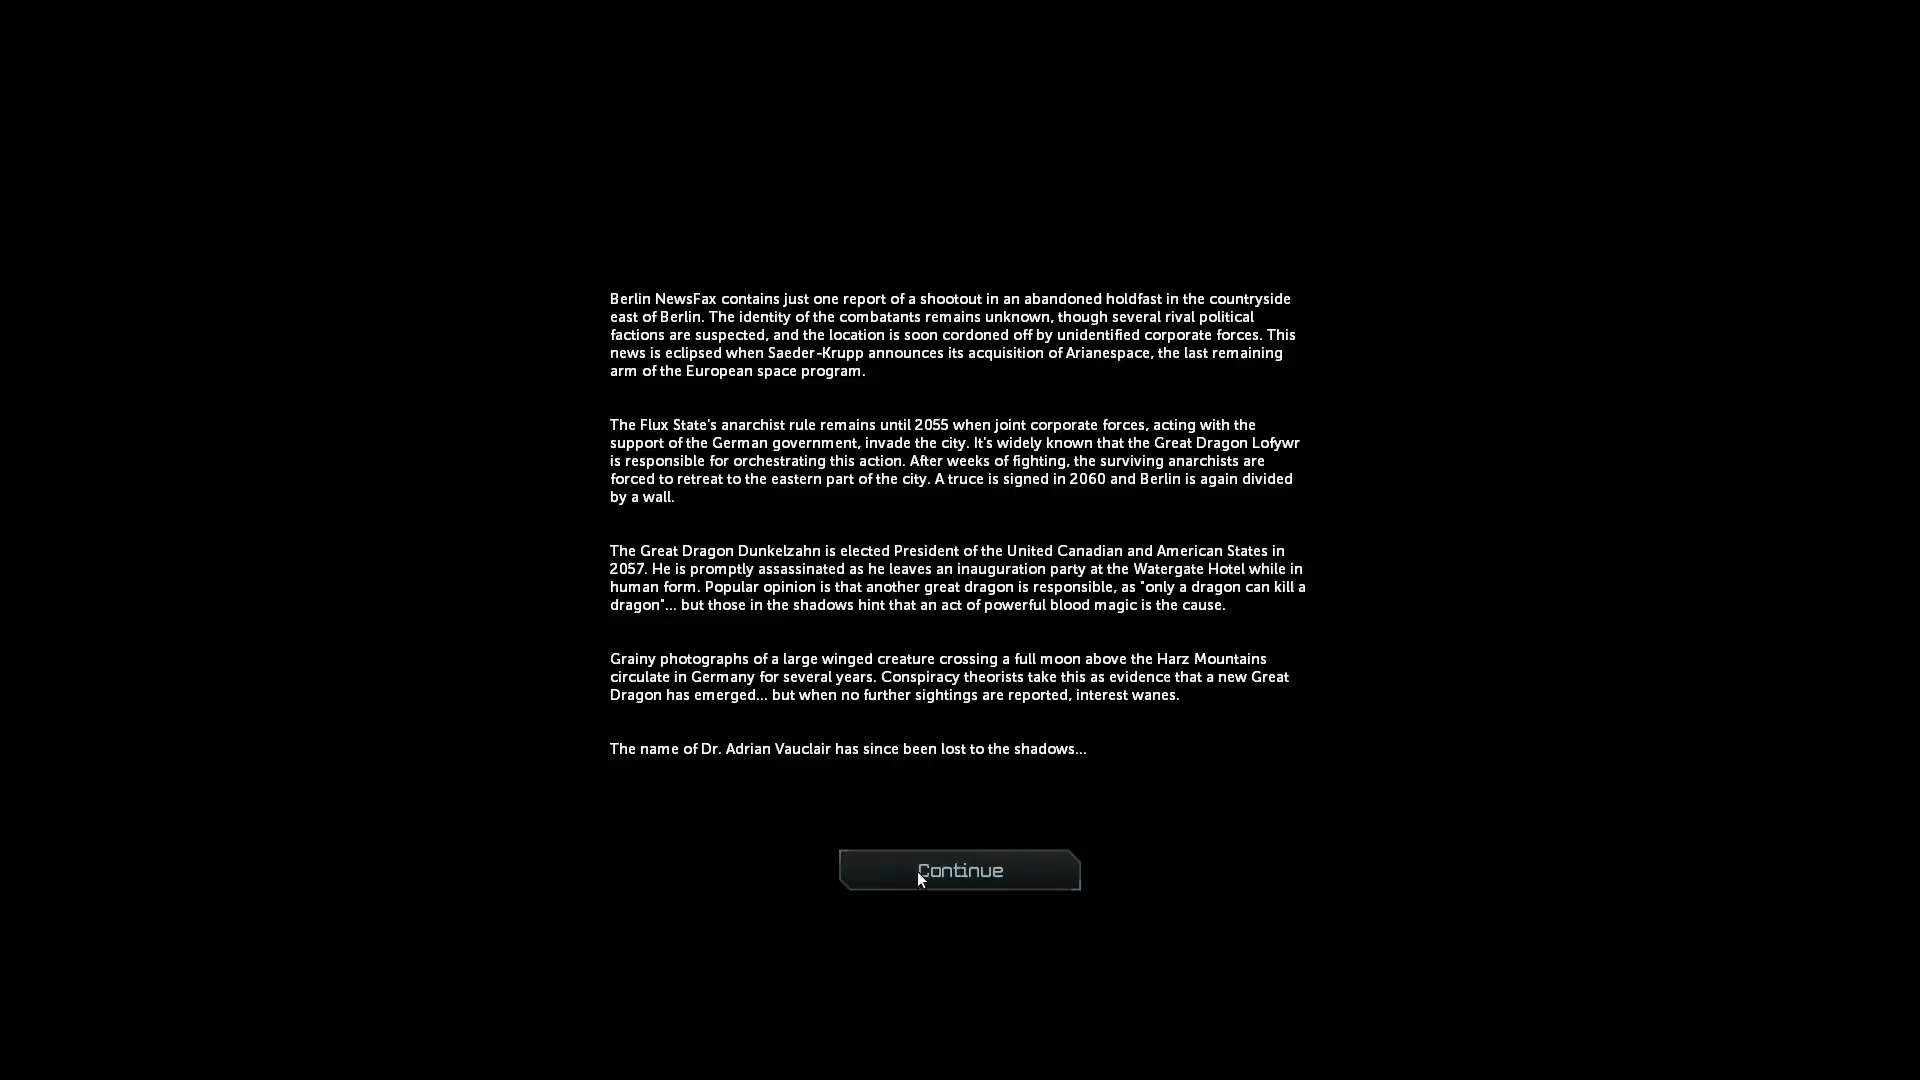 Berlin NewsFax contains just one report of a shootout in an abandoned holdfast in the countryside
east of Berlin. The identity of the combatants remains unknown, though several rival political
factions are suspected, and the location is soon cordoned off by unidentified corporate forces. This
news is eclipsed when Saeder-Krupp announces its acquisition of Arianespace, the last remaining
arm of the European space program.
The Flux State's anarchist rule remains until 2055 when joint corporate forces, acting with the
support of the German government, invade the city. It's widely known that the Great Dragon Lofywr
is responsible for orchestrating this action. After weeks of fighting, the surviving anarchists are
forced to retreat to the eastern part of the city. A truce is signed in 2060 and Berlin is again divided
by a wall.
The Great Dragon Dunkelzahn is elected President of the United Canadian and American States in
2057. He is promptly assassinated as he leaves an inauguration party at the Watergate Hotel while in
human form. Popular opinion is that another great dragon is responsible, as "only a dragon can kill a
dragon"... but those in the shadows hint that an act of powerful blood magic is the cause.
Grainy photographs of a large winged creature crossing a full moon above the Harz Mountains
circulate in Germany for several years. Conspiracy theorists take this as evidence that a new Great
Dragon has emerged... but when no further sightings are reported, interest wanes.
The name of Dr. Adrian Vauclair has since been lost to the shadows...
Continue